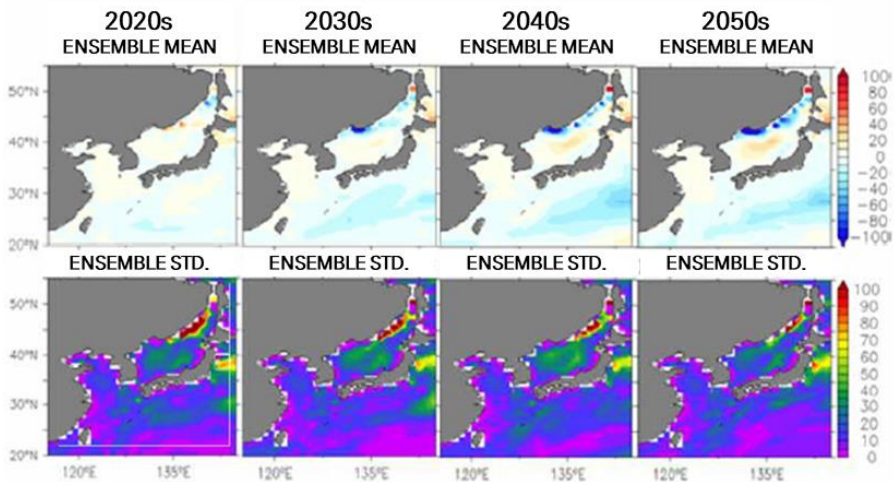 2020s 2030s 2040s 2050s
ENSEMBLE MEAN ENSEMBLE MEAN ENSEMBLE MEAN ENSEMBLE MEAN
50°N
40°N
30°N
20°N
100
80
60
40
20
0
−20
−40
−60
−80
−100
ENSEMBLE STD. ENSEMBLE STD. ENSEMBLE STD. ENSEMBLE STD.
50°N
40°N
30°N
20°N
120°E 135°E 120°E 135°E 120°E 135°E 120°E 135°E
100
90
80
70
60
50
40
30
20
10
0